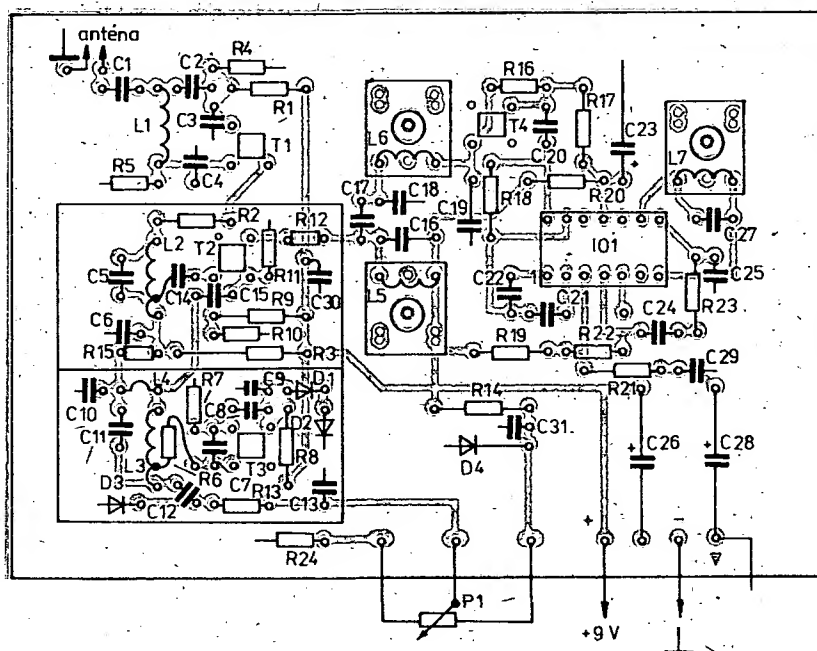 anténa
C1
C2
R4
R1
L1
C3
T1
C4
R5
R2
L2
T2
R12
C5
C14
C15
R11
C30
R9
C6
R10
R15
R3
L4
R7
C9
D1
C10
C8
D2
C11
L3
R6
T3
R8
D3
C7
R13
C12
C13
R24
L6
C17
C18
C16
L5
C19
R16
T4
C20
R17
C23
+
L7
R18
R20
C27
IO1
C22
C21
C25
R23
C24
R19
R22
C29
R21
R14
C31
D4
+
C26
+
C28
+
-
P1
+9 V